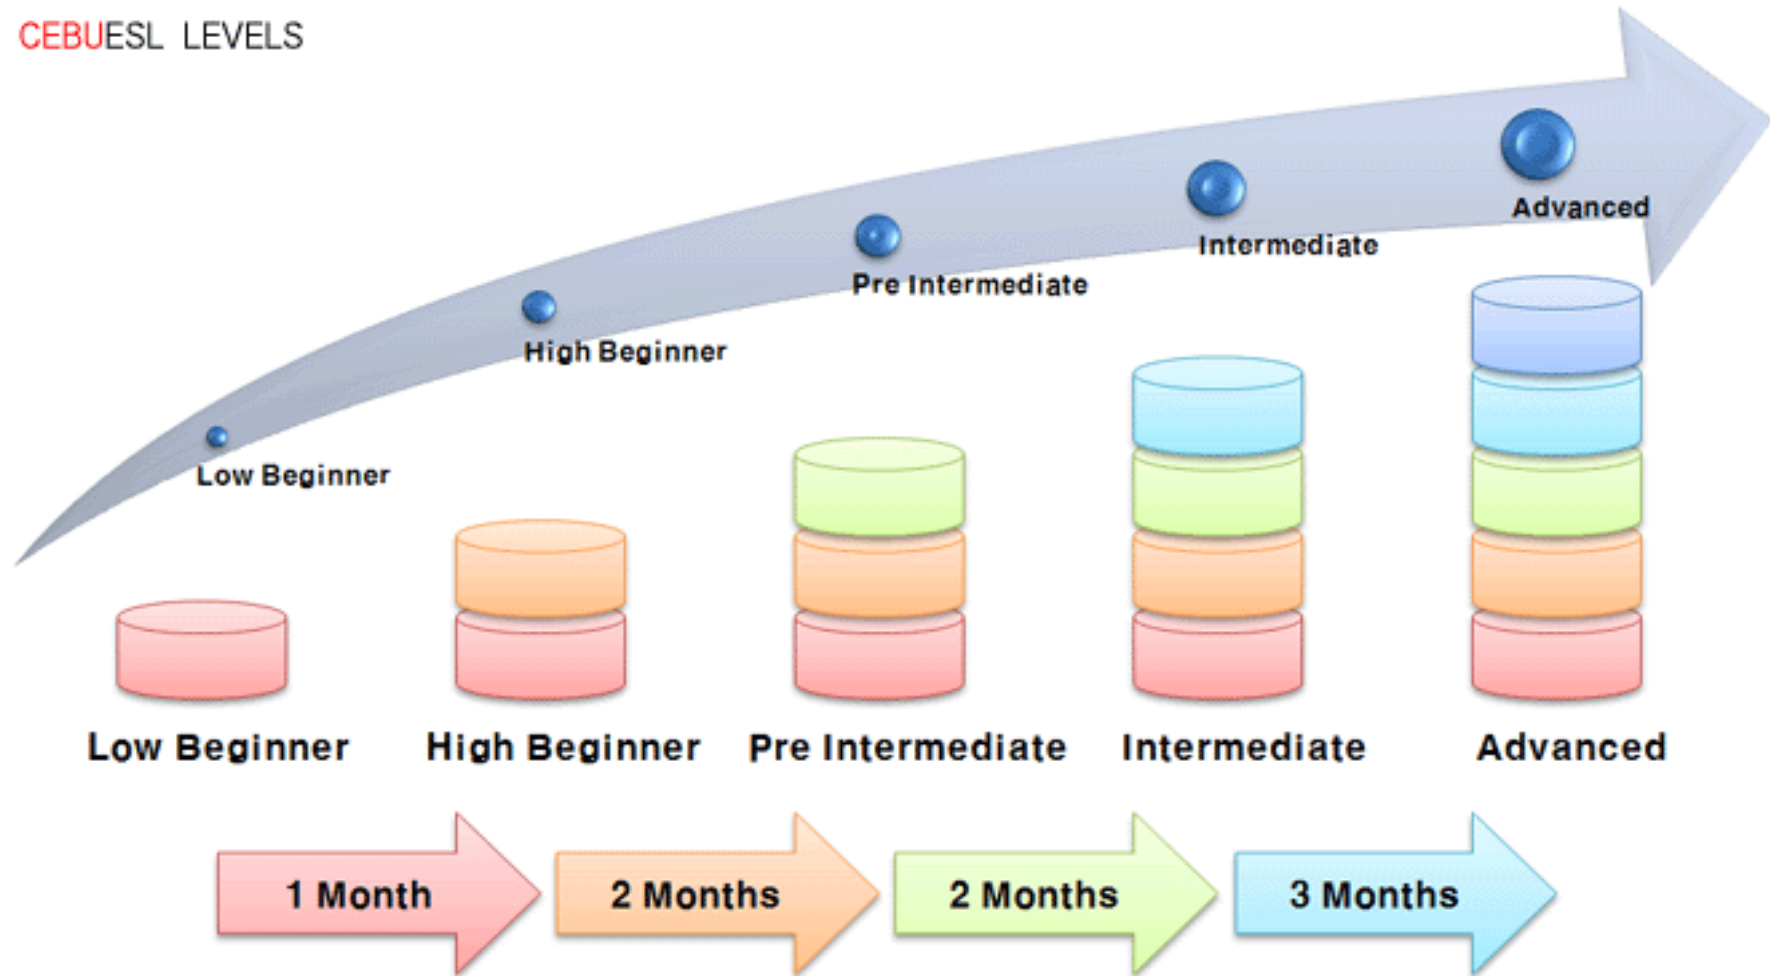 CEBUESL LEVELS
Advanced
Intermediate
Pre Intermediate
High Beginner
Low Beginner
Low Beginner
High Beginner
Pre Intermediate
Intermediate
Advanced
1 Month
2 Months
2 Months
3 Months